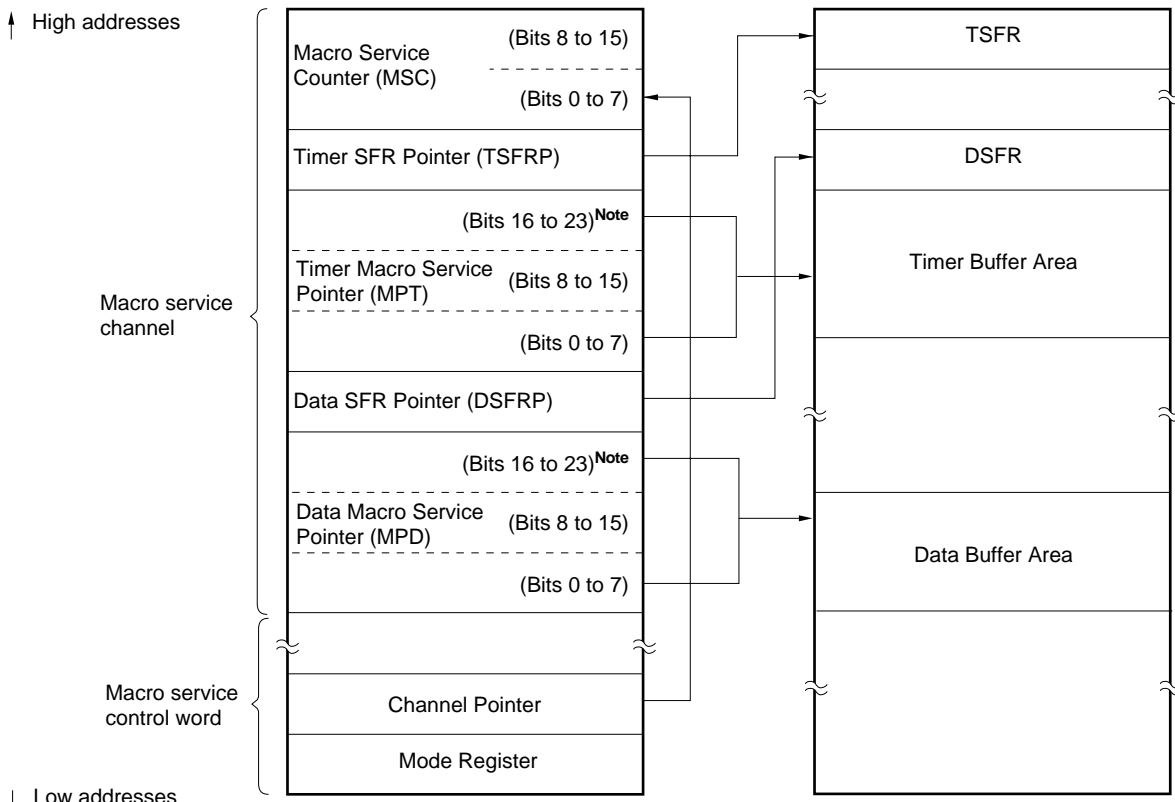 High addresses
Macro Service
Counter (MSC)
(Bits 8 to 15)
(Bits 0 to 7)
Timer SFR Pointer (TSFRP)
(Bits 16 to 23)Note
Timer Macro Service
Pointer (MPT)
(Bits 8 to 15)
(Bits 0 to 7)
Data SFR Pointer (DSFRP)
(Bits 16 to 23)Note
Data Macro Service
Pointer (MPD)
(Bits 8 to 15)
(Bits 0 to 7)
Channel Pointer
Mode Register
Macro service
channel
Macro service
control word
Low addresses
TSFR
DSFR
Timer Buffer Area
Data Buffer Area